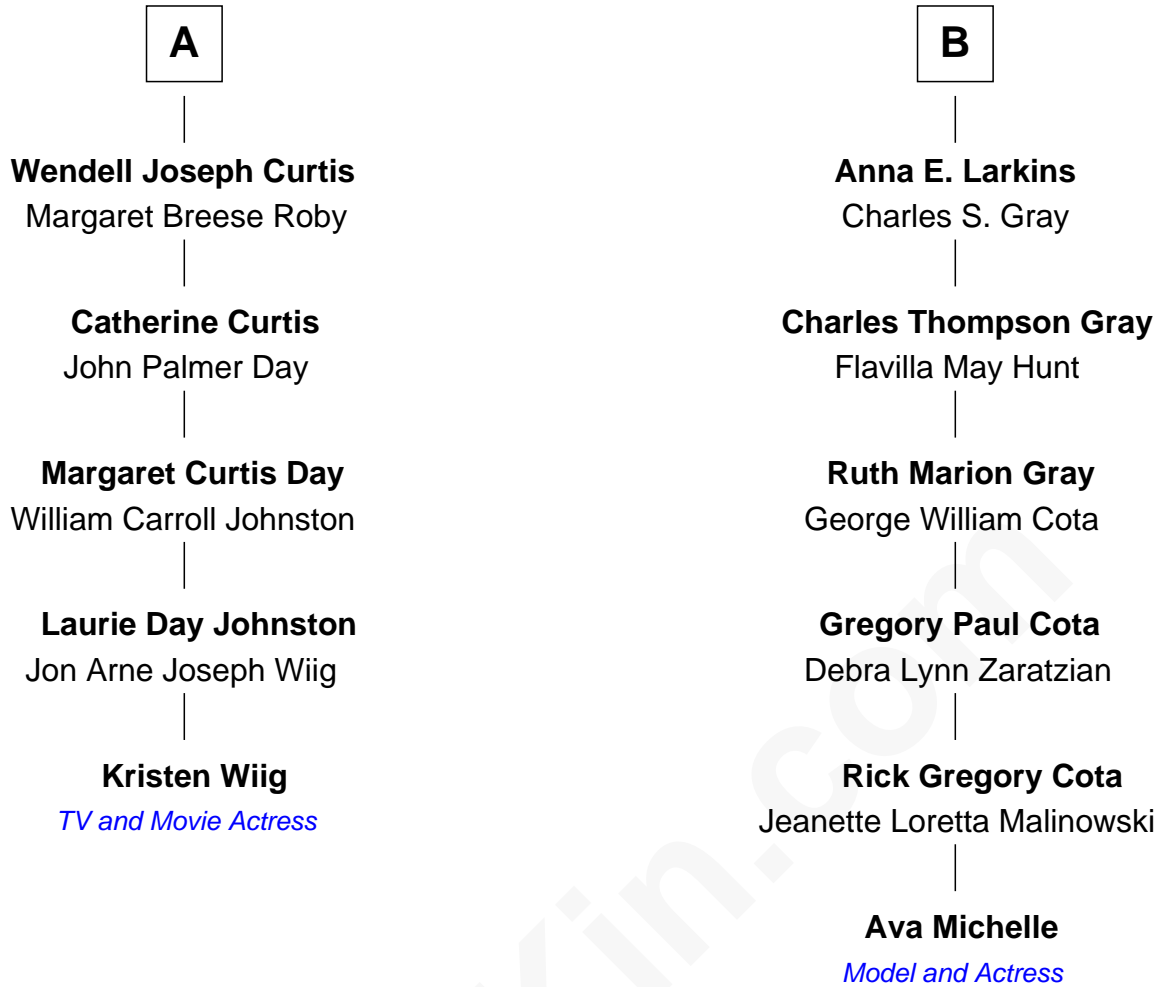 A
Wendell Joseph Curtis
Margaret Breese Roby
Catherine Curtis
John Palmer Day
Margaret Curtis Day
William Carroll Johnston
Laurie Day Johnston
Jon Arne Joseph Wiig
Kristen Wiig
TV and Movie Actress
B
Anna E. Larkins
Charles S. Gray
Charles Thompson Gray
Flavilla May Hunt
Ruth Marion Gray
George William Cota
Gregory Paul Cota
Debra Lynn Zaratzian
Rick Gregory Cota
Jeanette Loretta Malinowski
Ava Michelle
Model and Actress